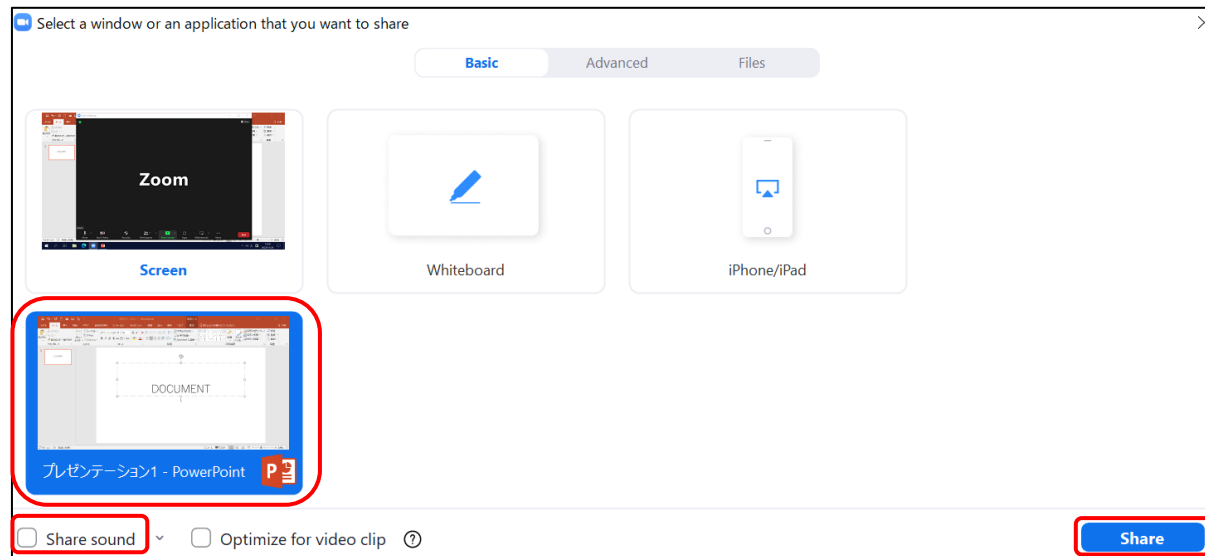 Select a window or an application that you want to share
Basic Advanced Files
Zoom
Screen Whiteboard iPhone/iPad
DOCUMENT
プレゼンテーション1 - PowerPoint
P
Share sound Optimize for video clip ?
Share